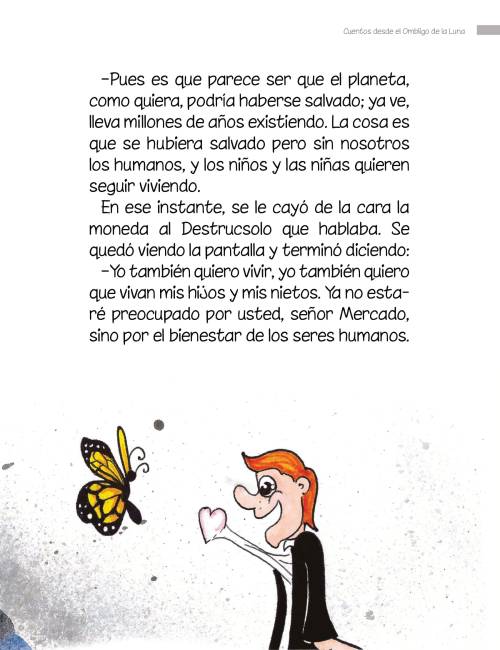 Cuentos desde el Ombligo de la Luna
-Pues es que parece ser que el planeta,
como quiera, podría haberse salvado; ya ve,
lleva millones de años existiendo. La cosa es
que se hubiera salvado pero sin nosotros
los humanos, y los niños y las niñas quieren
seguir viviendo.
En ese instante, se le cayó de la cara la
moneda al Destrucsolo que hablaba. Se
quedó viendo la pantalla y terminó diciendo:
-Yo también quiero vivir, yo también quiero
que vivan mis hijos y mis nietos. Ya no esta-
ré preocupado por usted, señor Mercado,
sino por el bienestar de los seres humanos.